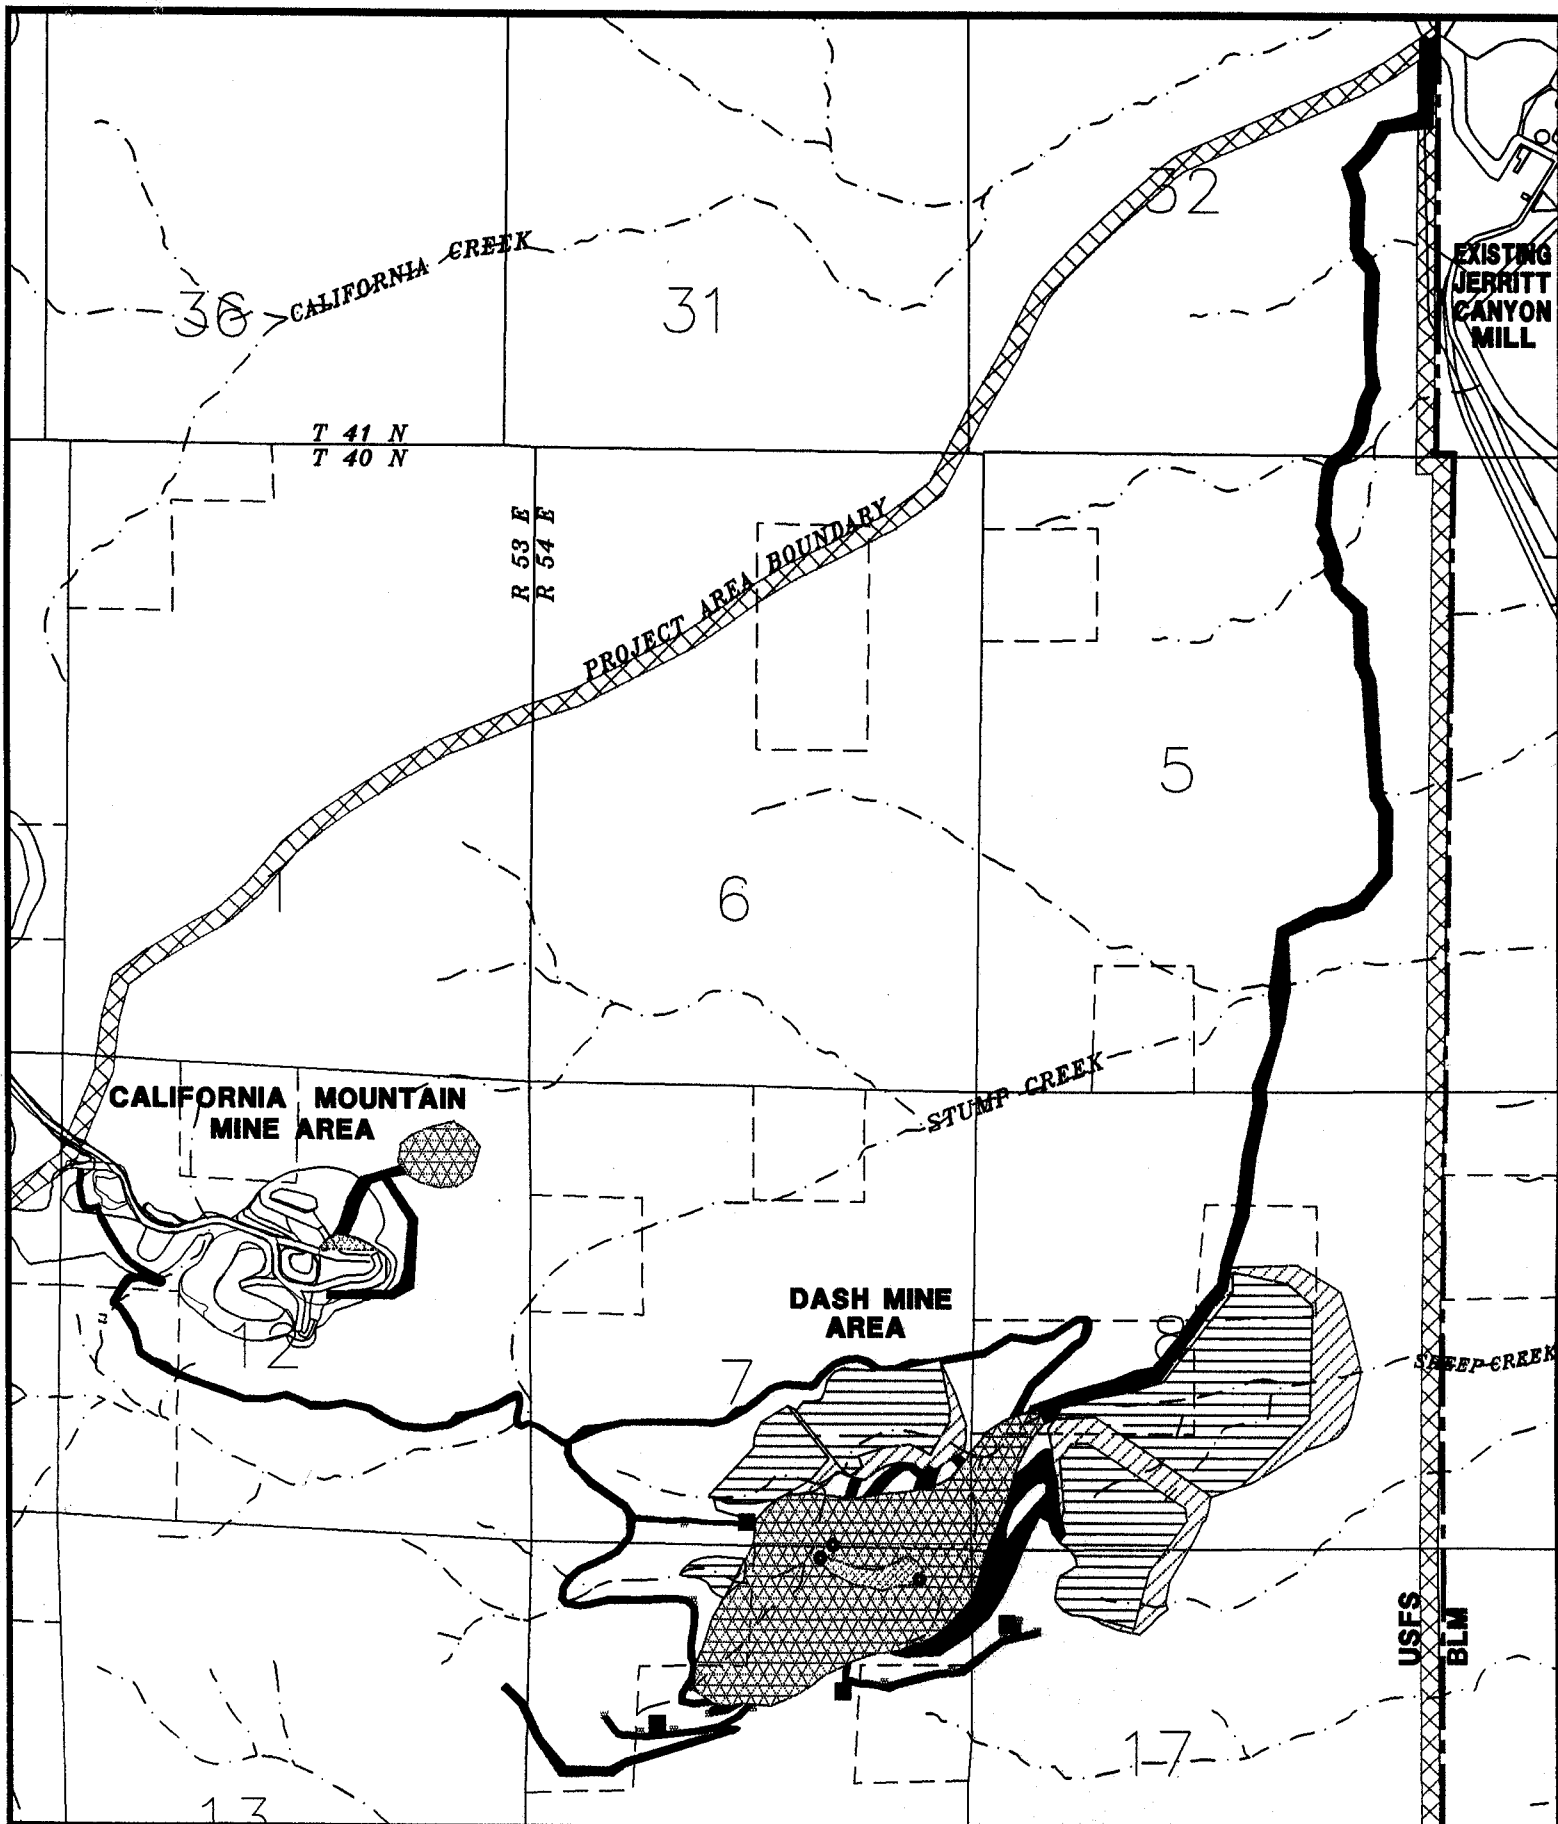 32
EXISTING
JERRITT
CANYON
MILL
CALIFORNIA CREEK
36
31
T 41 N
T 40 N
R 53 E
R 54 E
PROJECT AREA BOUNDARY
5
1
6
STUMP CREEK
CALIFORNIA MOUNTAIN
MINE AREA
DASH MINE
AREA
8
SHEEP CREEK
12
7
USFS
BLM
17
13